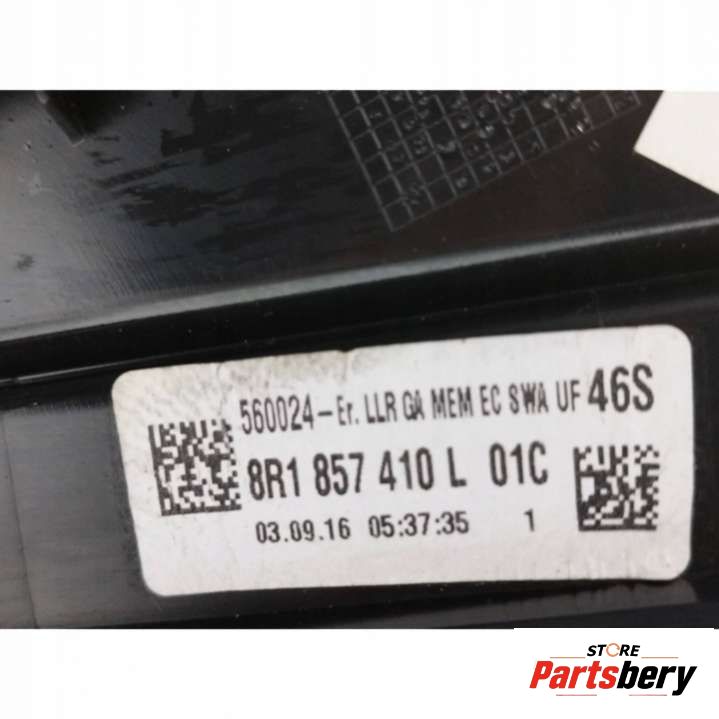 560024-Er. LLR GA MEM EC SWA UF 46S
8R1 857 410 L 01C
03.09.16 05:37:35 1
STORE
Partsbery